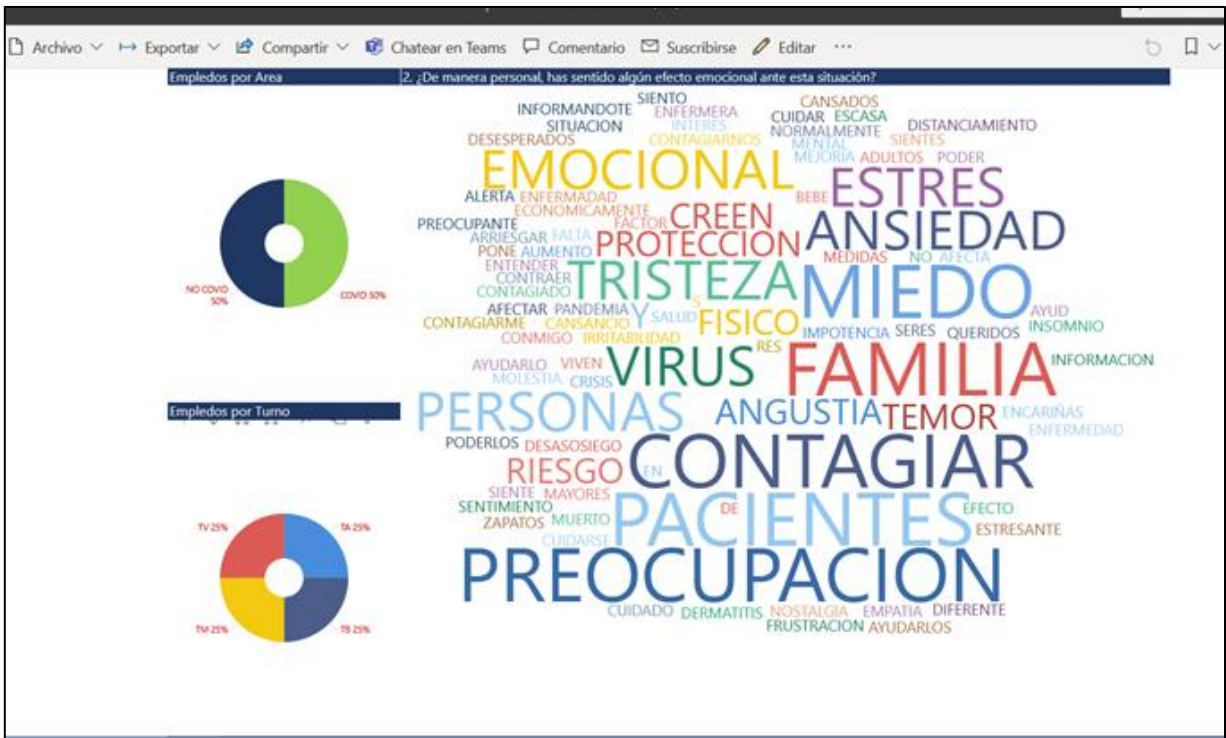 Archivo Exportar Compartir Chatear en Teams Comentario Suscribirse Editar ...
Empledos por Area
2. ¿De manera personal, has sentido algún efecto emocional ante esta situación?
NO COVID 50%
COVID 50%
Empledos por Turno
TV 25%
TA 25%
TM 25%
TB 25%
SIENTO
INFORMANDOTE ENFERMERA CANSADOS
SITUACION INTERES CUIDAR ESCASA
DESESPERADOS CONTAGIARNOS NORMALMENTE DISTANCIAMIENTO
MENTAL SIENTES
MEJORIA ADULTOS PODER
EMOCIONAL
ALERTA ENFERMADAD BEBE ESTRES
ECONOMICAMENTE
PREOCUPANTE FACTOR CREEN ANSIEDAD
ARRIESGAR FALTA PROTECCION
PONE AUMENTO MEDIDAS NO AFECTA
ENTENDER
CONTRAER TRISTEZA MIEDO
CONTAGIADO S
AFECTAR PANDEMIA Y SALUD FISICO AYUD
CONTAGIARME CANSANCIO IMPOTENCIA SERES QUERIDOS INSOMNIO
CONMIGO IRRITABILIDAD RES
AYUDARLO VIVEN VIRUS FAMILIA INFORMACION
MOLESTIA CRISIS
PERSONAS ANGUSTIA TEMOR ENCARIÑAS
ENFERMEDAD
PODERLOS DESASOSIEGO
RIESGO EN CONTAGIAR
SIENTE MAYORES
SENTIMIENTO DE EFECTO
ZAPATOS MUERTO PACIENTES ESTRESANTE
CUIDARSE
PREOCUPACION
CUIDADO DERMATITIS NOSTALGIA EMPATIA DIFERENTE
FRUSTRACION AYUDARLOS